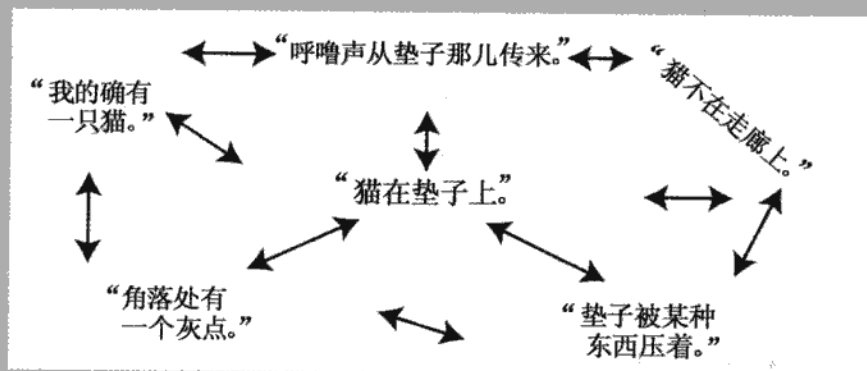 “呼噜声从垫子那儿传来。”
“猫不在走廊上。”
“我的确有
一只猫。”
“猫在垫子上。”
“角落处有
一个灰点。”
“垫子被某种
东西压着。”